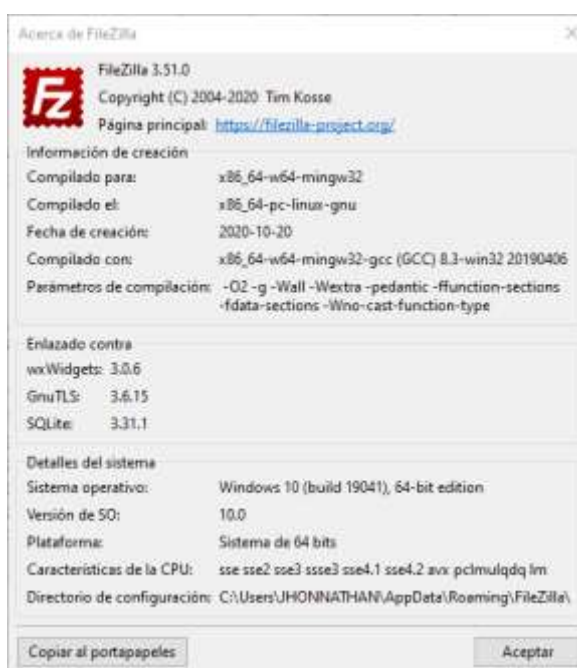 Acerca de FileZilla
FileZilla 3.51.0
Copyright (C) 2004-2020 Tim Kosse
Página principal: https://filezilla-project.org/
Información de creación
Compilado para: x86_64-w64-mingw32
Compilado el: x86_64-pc-linux-gnu
Fecha de creación: 2020-10-20
Compilado con: x86_64-w64-mingw32-gcc (GCC) 8.3-win32 20190406
Parámetros de compilación: -O2 -g -Wall -Wextra -pedantic -ffunction-sections
-fdata-sections -Wno-cast-function-type
Enlazado contra
wxWidgets: 3.0.6
GnuTLS: 3.6.15
SQLite: 3.31.1
Detalles del sistema
Sistema operativo: Windows 10 (build 19041), 64-bit edition
Versión de SO: 10.0
Plataforma: Sistema de 64 bits
Características de la CPU: sse sse2 sse3 ssse3 sse4.1 sse4.2 avx pclmulqdq lm
Directorio de configuración: C:\Users\JHONNATHAN\AppData\Roaming\FileZilla\
Copiar al portapapeles Aceptar